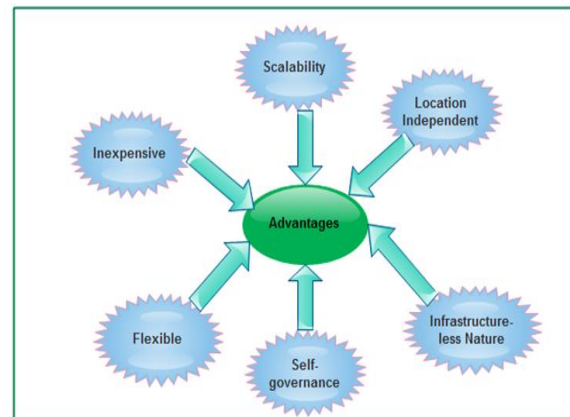 Scalability
Location
Independent
Inexpensive
Advantages
Flexible
Infrastructure-
less Nature
Self-
governance